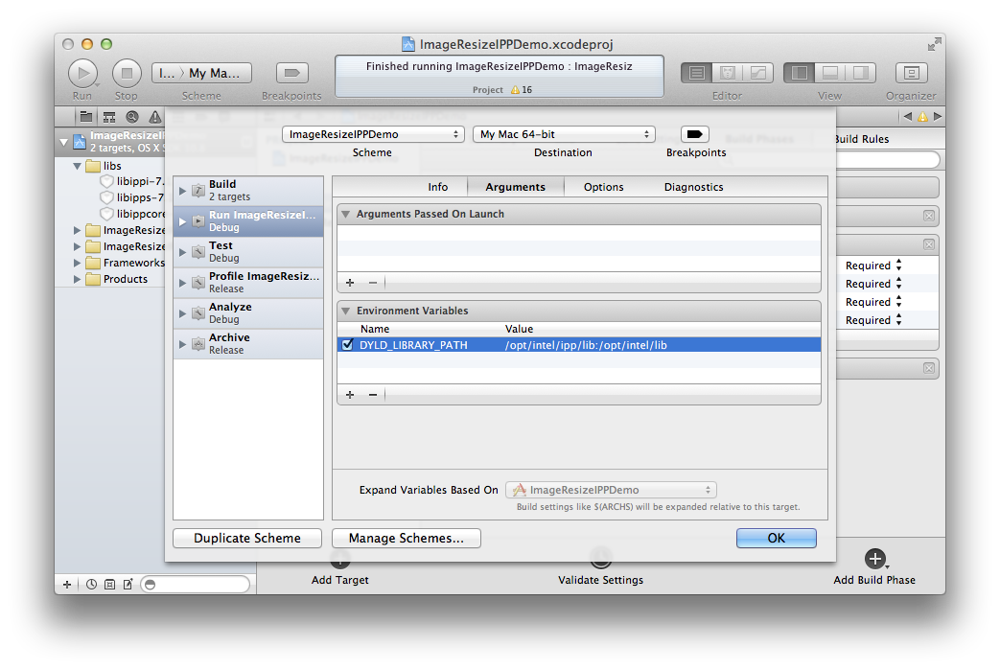 ImageResizeIPPDemo.xcodeproj
I... 〉 My Ma...
Finished running ImageResizeIPPDemo : ImageResiz
Project 16
Run Stop Scheme Breakpoints Editor View Organizer
ImageResizeI
2 targets, OS X S
libs
libippi-7.
libipps-7
libippcore
ImageResize
ImageResize
Frameworks
Products
ImageResizeIPPDemo My Mac 64-bit
Scheme Destination Breakpoints
Build Phases Build Rules
Build
2 targets
Run ImageResizeI...
Debug
Test
Debug
Profile ImageResiz...
Release
Analyze
Debug
Archive
Release
Info Arguments Options Diagnostics
Arguments Passed On Launch
+ −
Environment Variables
Name Value
DYLD_LIBRARY_PATH /opt/intel/ipp/lib:/opt/intel/lib
+ −
Expand Variables Based On ImageResizeIPPDemo
Build settings like $(ARCHS) will be expanded relative to this target.
Required
Required
Required
Required
Duplicate Scheme Manage Schemes... OK
Add Target Validate Settings Add Build Phase